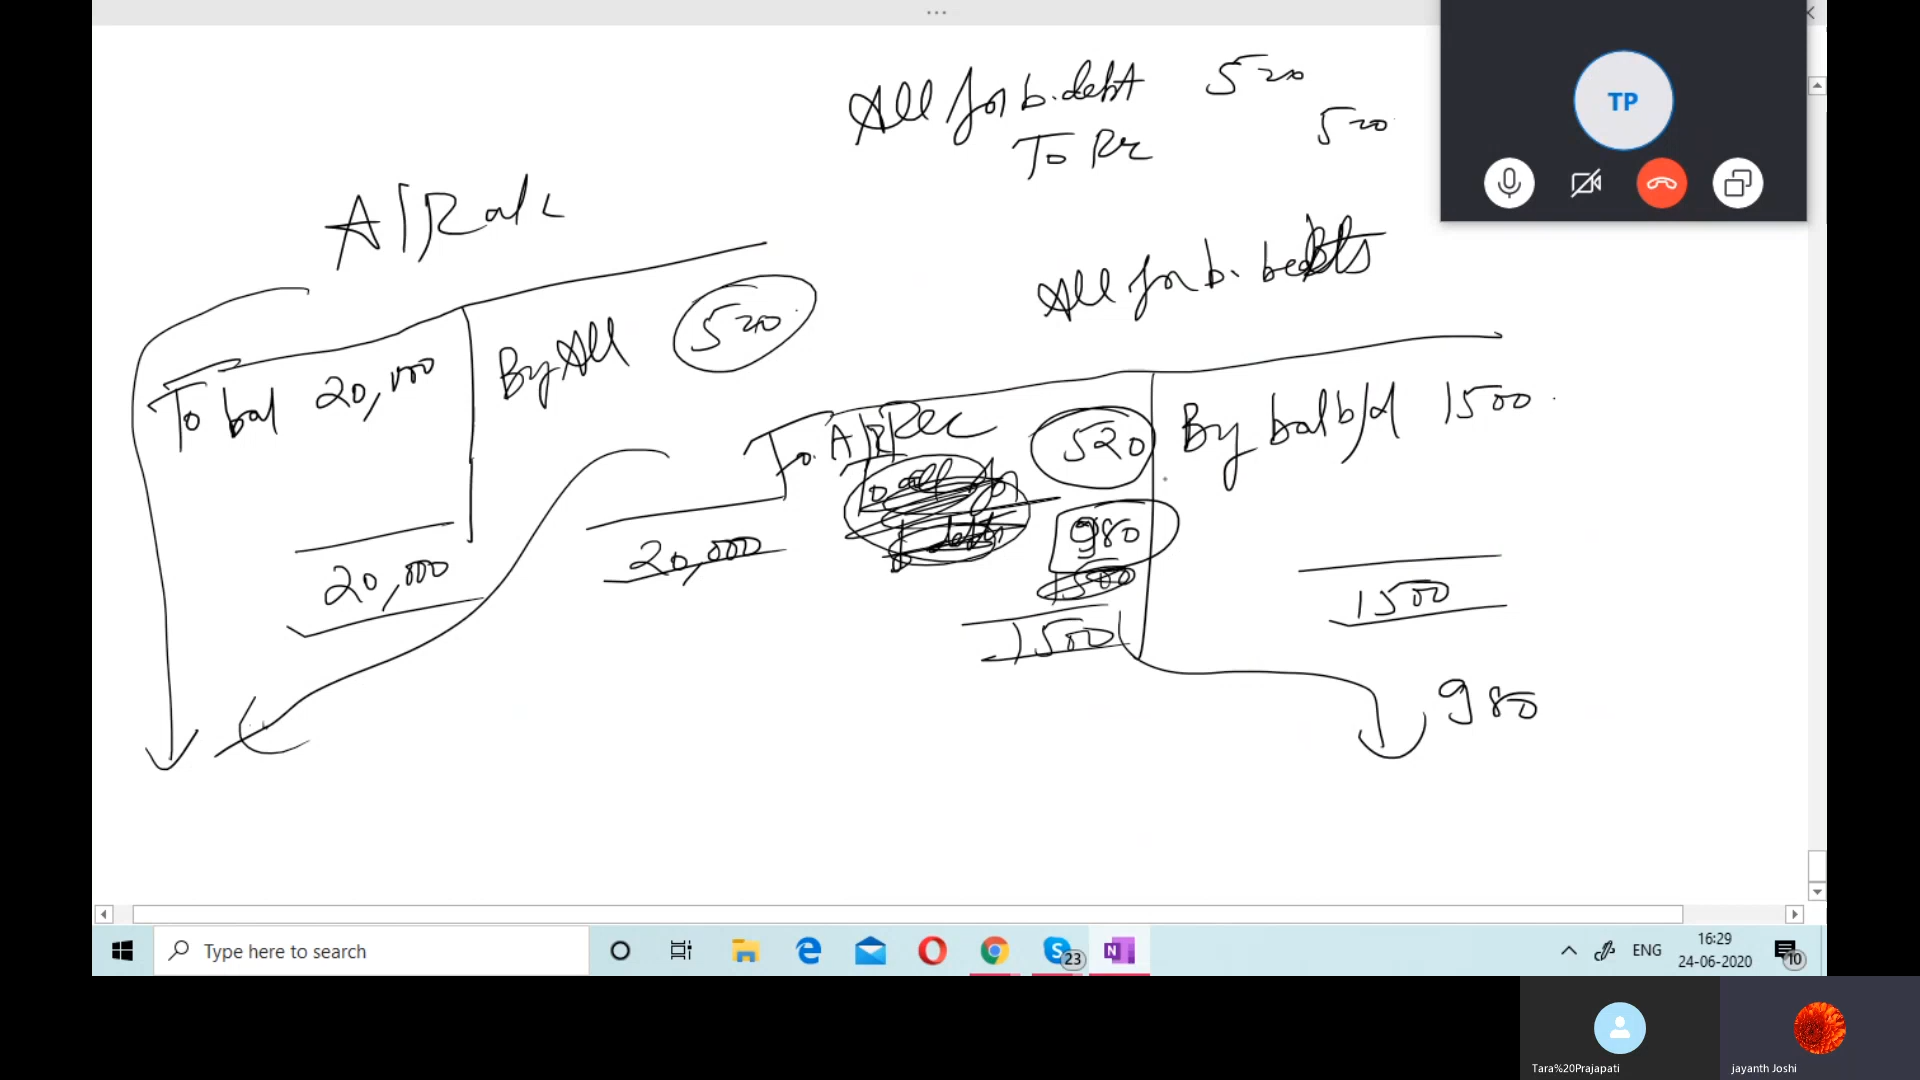 All for b. debt 520
To Rec 520
A/R a/c
To bal 20,000
By All 520
20,000
20,000
All for b. bebts
To A/Rec 520
By bal b/d 1500
980
1500
1500
1500
980
TP
Type here to search
23
N
ENG
16:29
24-06-2020
10
Tara%20Prajapati
jayanth Joshi